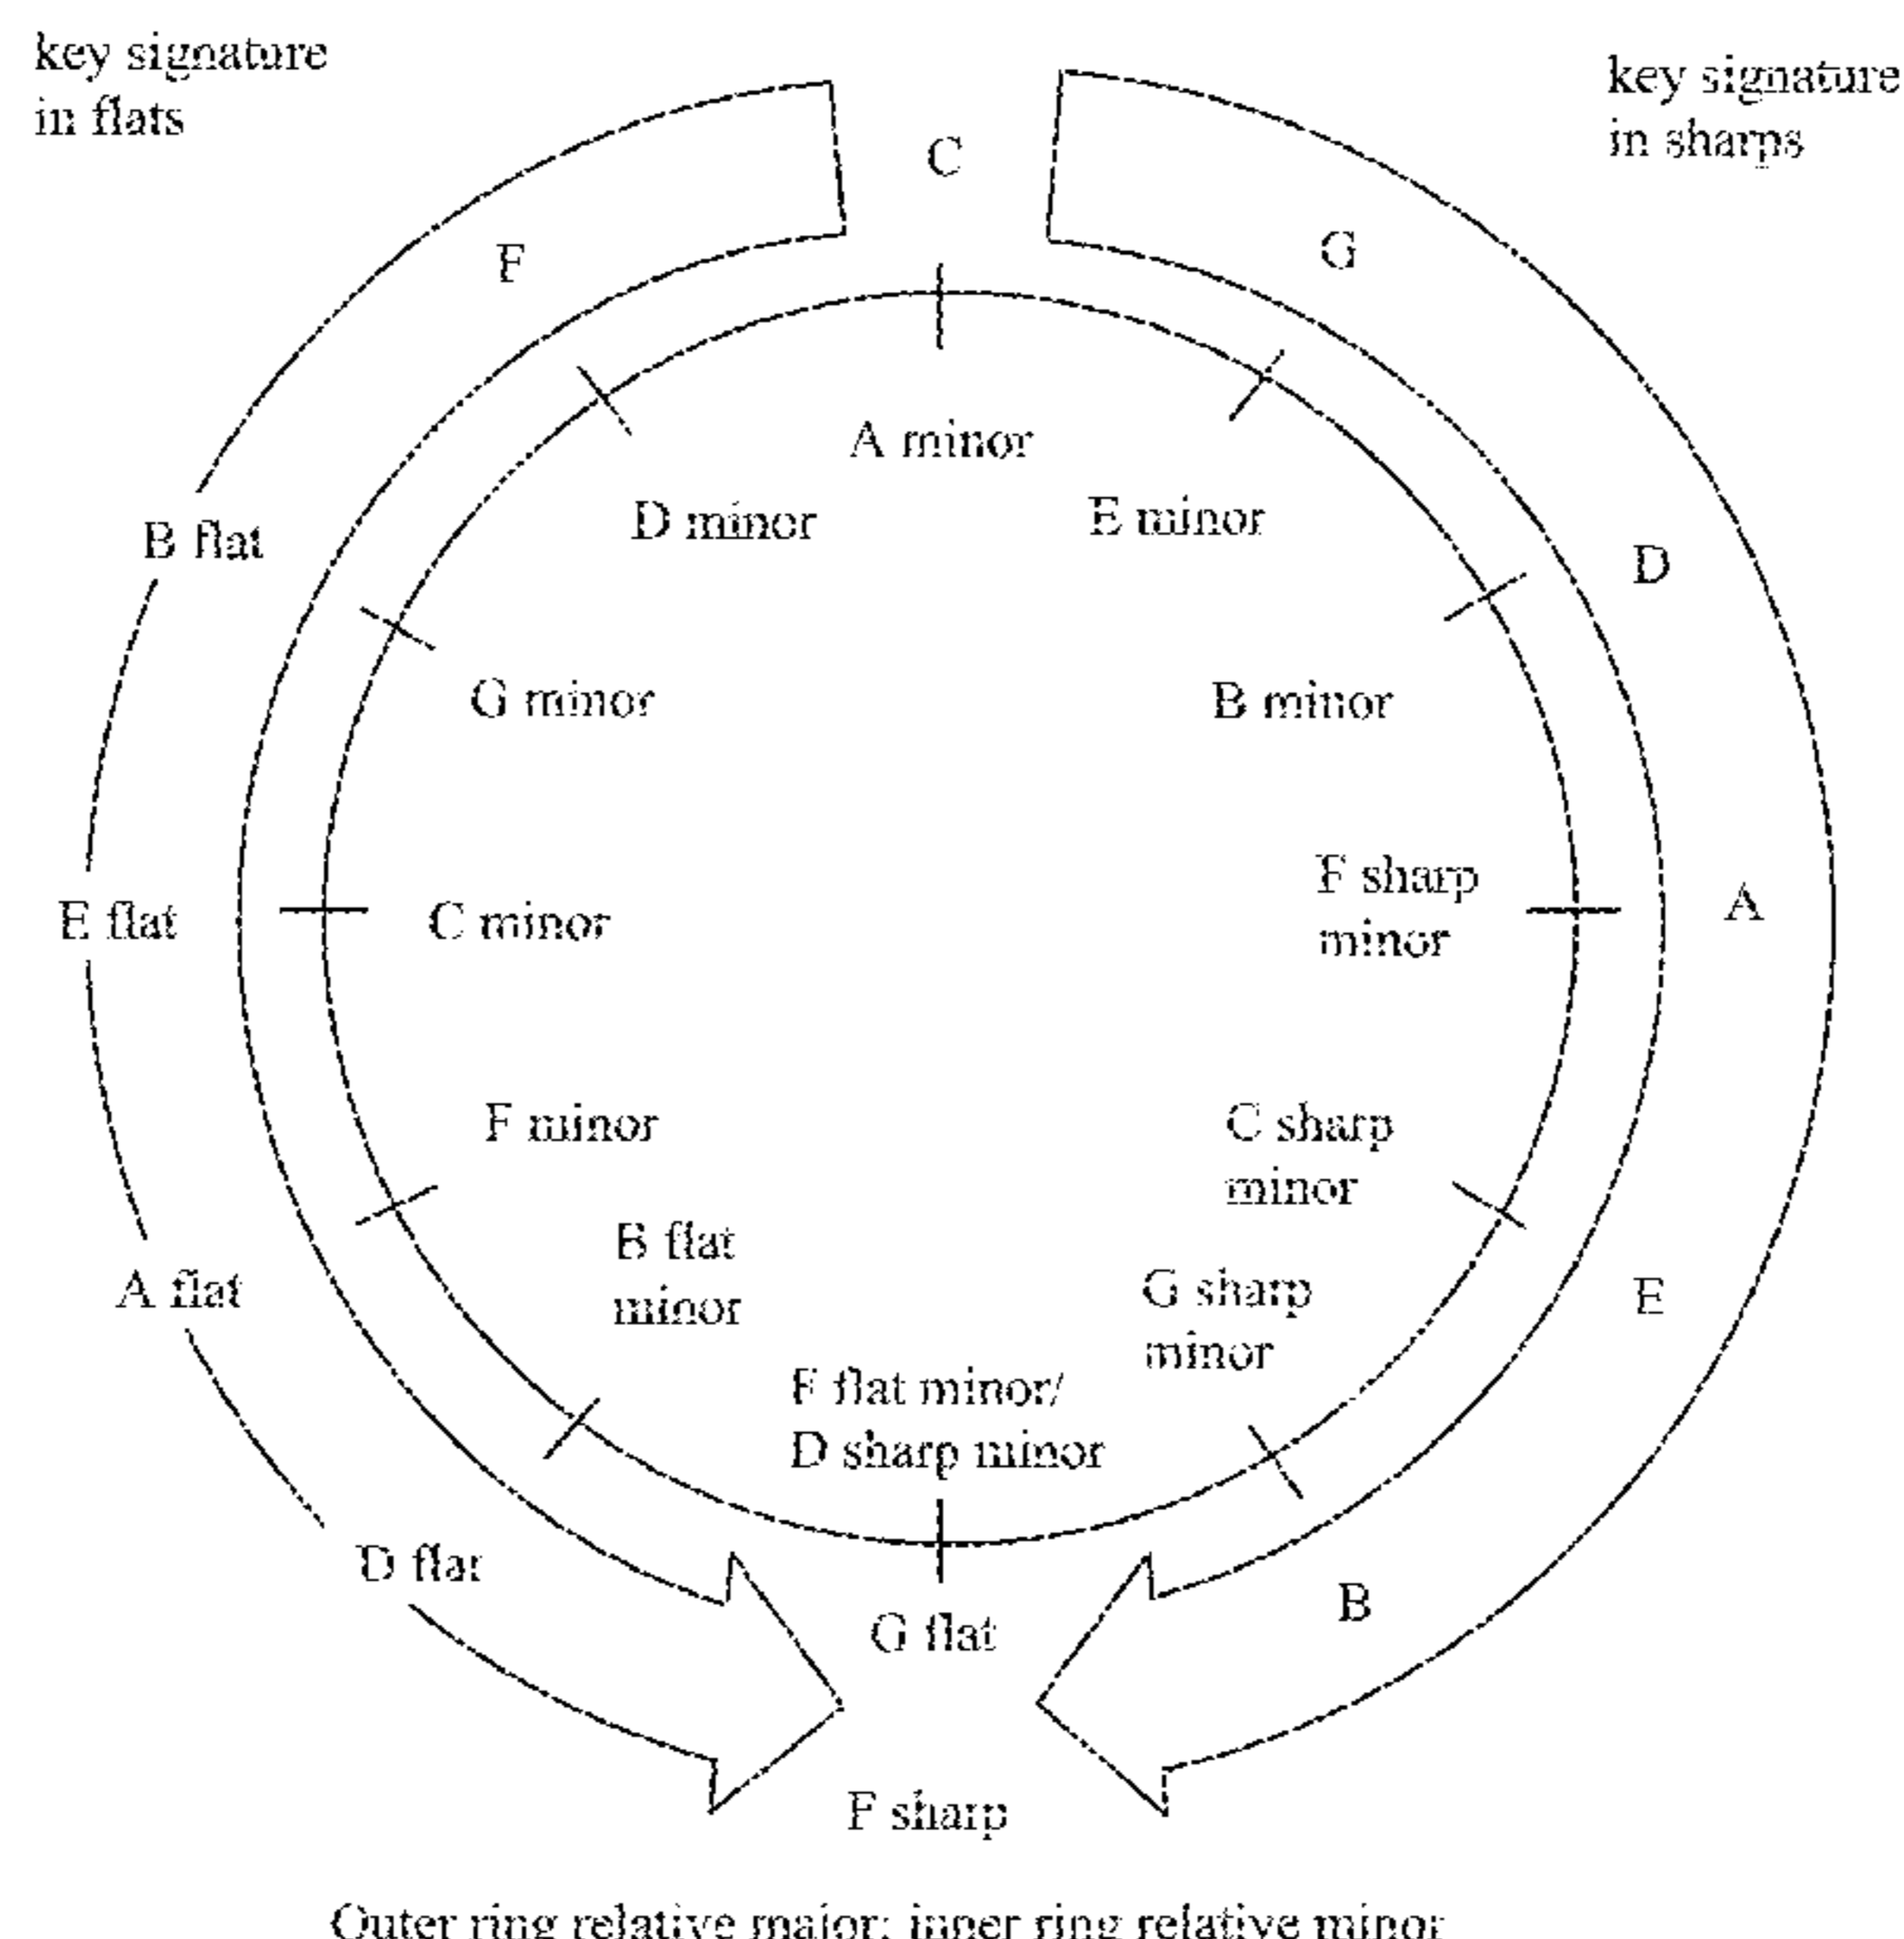 key signature
in flats
key signature
in sharps
C
F
G
A minor
D minor
E minor
B flat
D
G minor
B minor
E flat
C minor
F sharp
minor
A
F minor
C sharp
minor
B flat
minor
A flat
G sharp
minor
E
F flat minor/
D sharp minor
D flat
B
G flat
F sharp
Outer ring relative major; inner ring relative minor